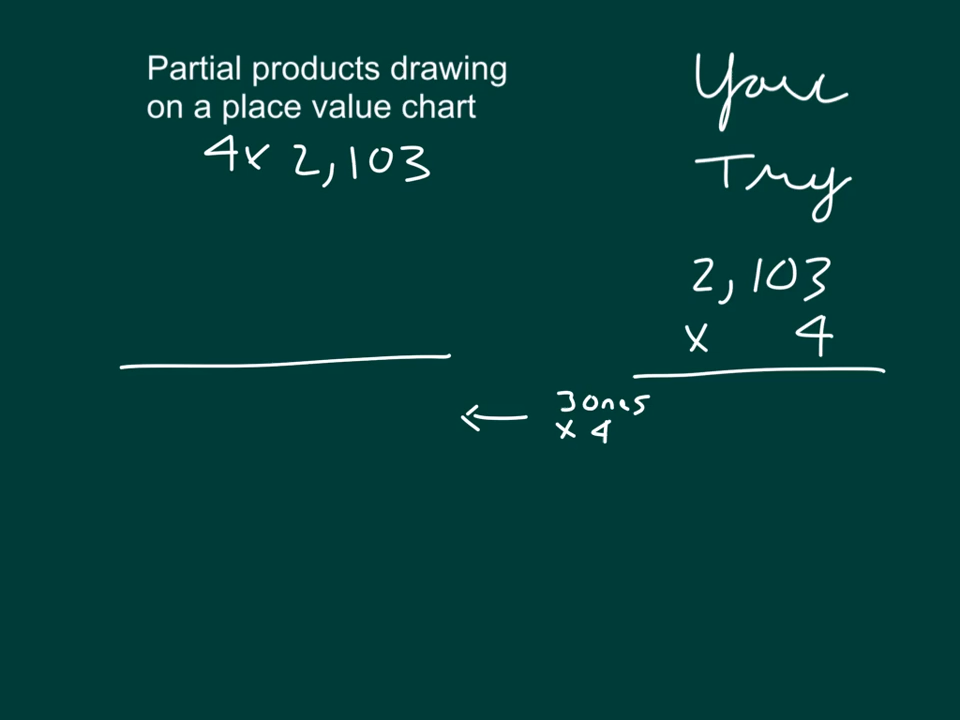 Partial products drawing
on a place value chart
4x 2,103
You
Try
2,103
x 4
3 ones
x 4